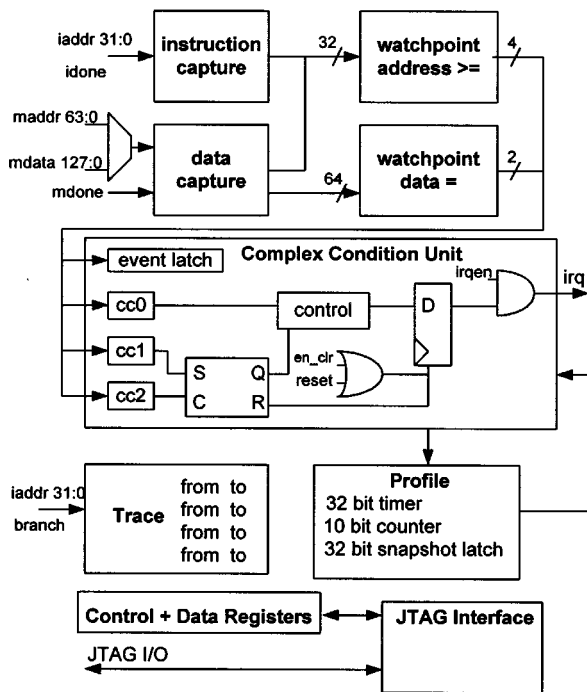 iaddr 31:0
idone
instruction
capture
32
watchpoint
address >=
4
maddr 63:0
mdata 127:0
mdone
data
capture
64
watchpoint
data =
2
Complex Condition Unit
event latch
irqen
irq
cc0
control
D
cc1
cc2
S Q
C R
en_clr
reset
iaddr 31:0
branch
Trace
from to
from to
from to
from to
Profile
32 bit timer
10 bit counter
32 bit snapshot latch
Control + Data Registers
JTAG Interface
JTAG I/O